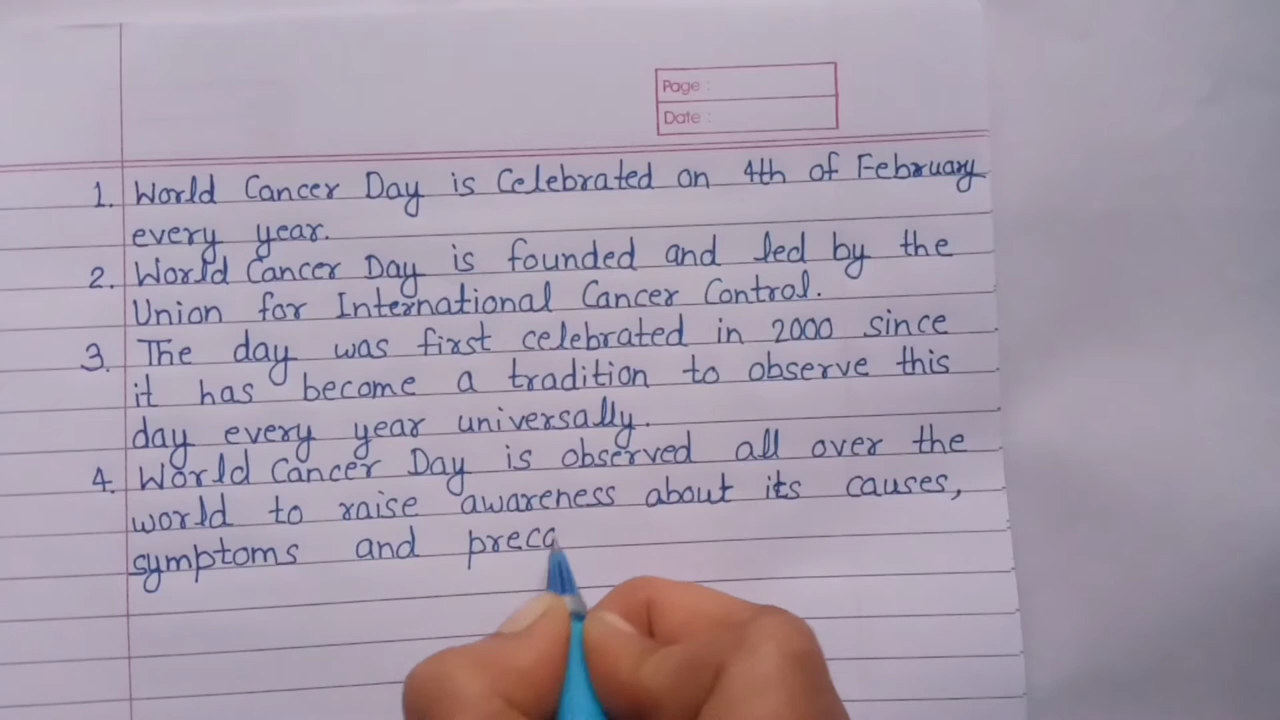 Page :
Date :
1. World Cancer Day is Celebrated on 4th of February
every year.
2. World Cancer Day is founded and led by the
Union for International Cancer Control.
3. The day was first celebrated in 2000 since
it has become a tradition to observe this
day every year universally.
4. World Cancer Day is observed all over the
world to raise awareness about its causes,
symptoms and preca